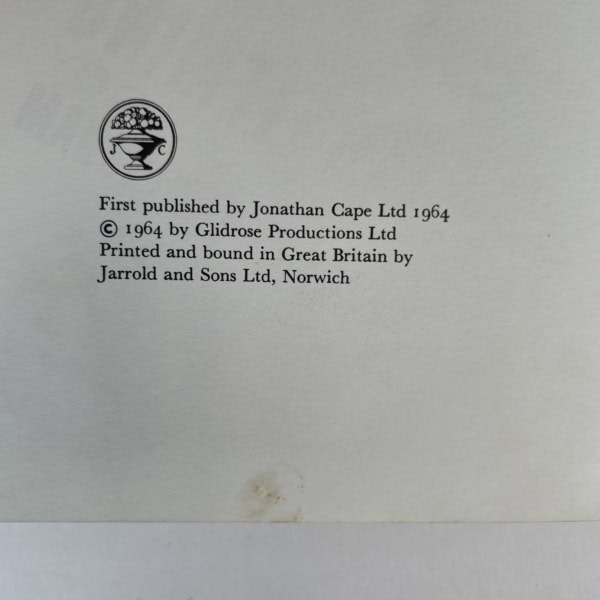 J C
First published by Jonathan Cape Ltd 1964
© 1964 by Glidrose Productions Ltd
Printed and bound in Great Britain by
Jarrold and Sons Ltd, Norwich